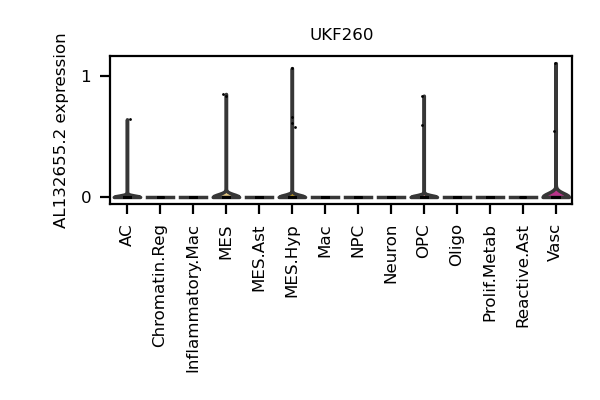 UKF260
AL132655.2 expression
1
0
AC
Chromatin.Reg
Inflammatory.Mac
MES
MES.Ast
MES.Hyp
Mac
NPC
Neuron
OPC
Oligo
Prolif.Metab
Reactive.Ast
Vasc